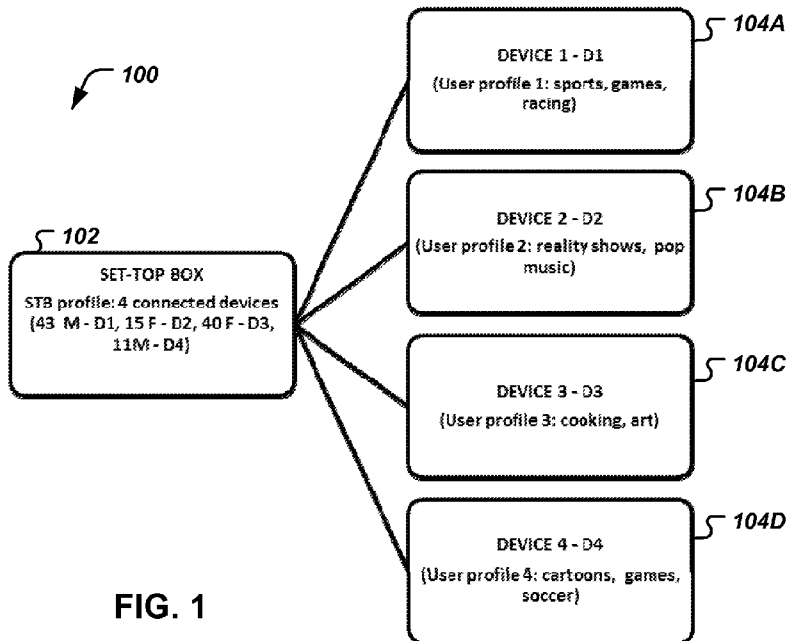 100
102
SET-TOP BOX
STB profile: 4 connected devices
(43 M - D1, 15 F - D2, 40 F - D3,
11M - D4)
104A
DEVICE 1 - D1
(User profile 1: sports, games,
racing)
104B
DEVICE 2 - D2
(User profile 2: reality shows, pop
music)
104C
DEVICE 3 - D3
(User profile 3: cooking, art)
104D
DEVICE 4 - D4
(User profile 4: cartoons, games,
soccer)
FIG. 1